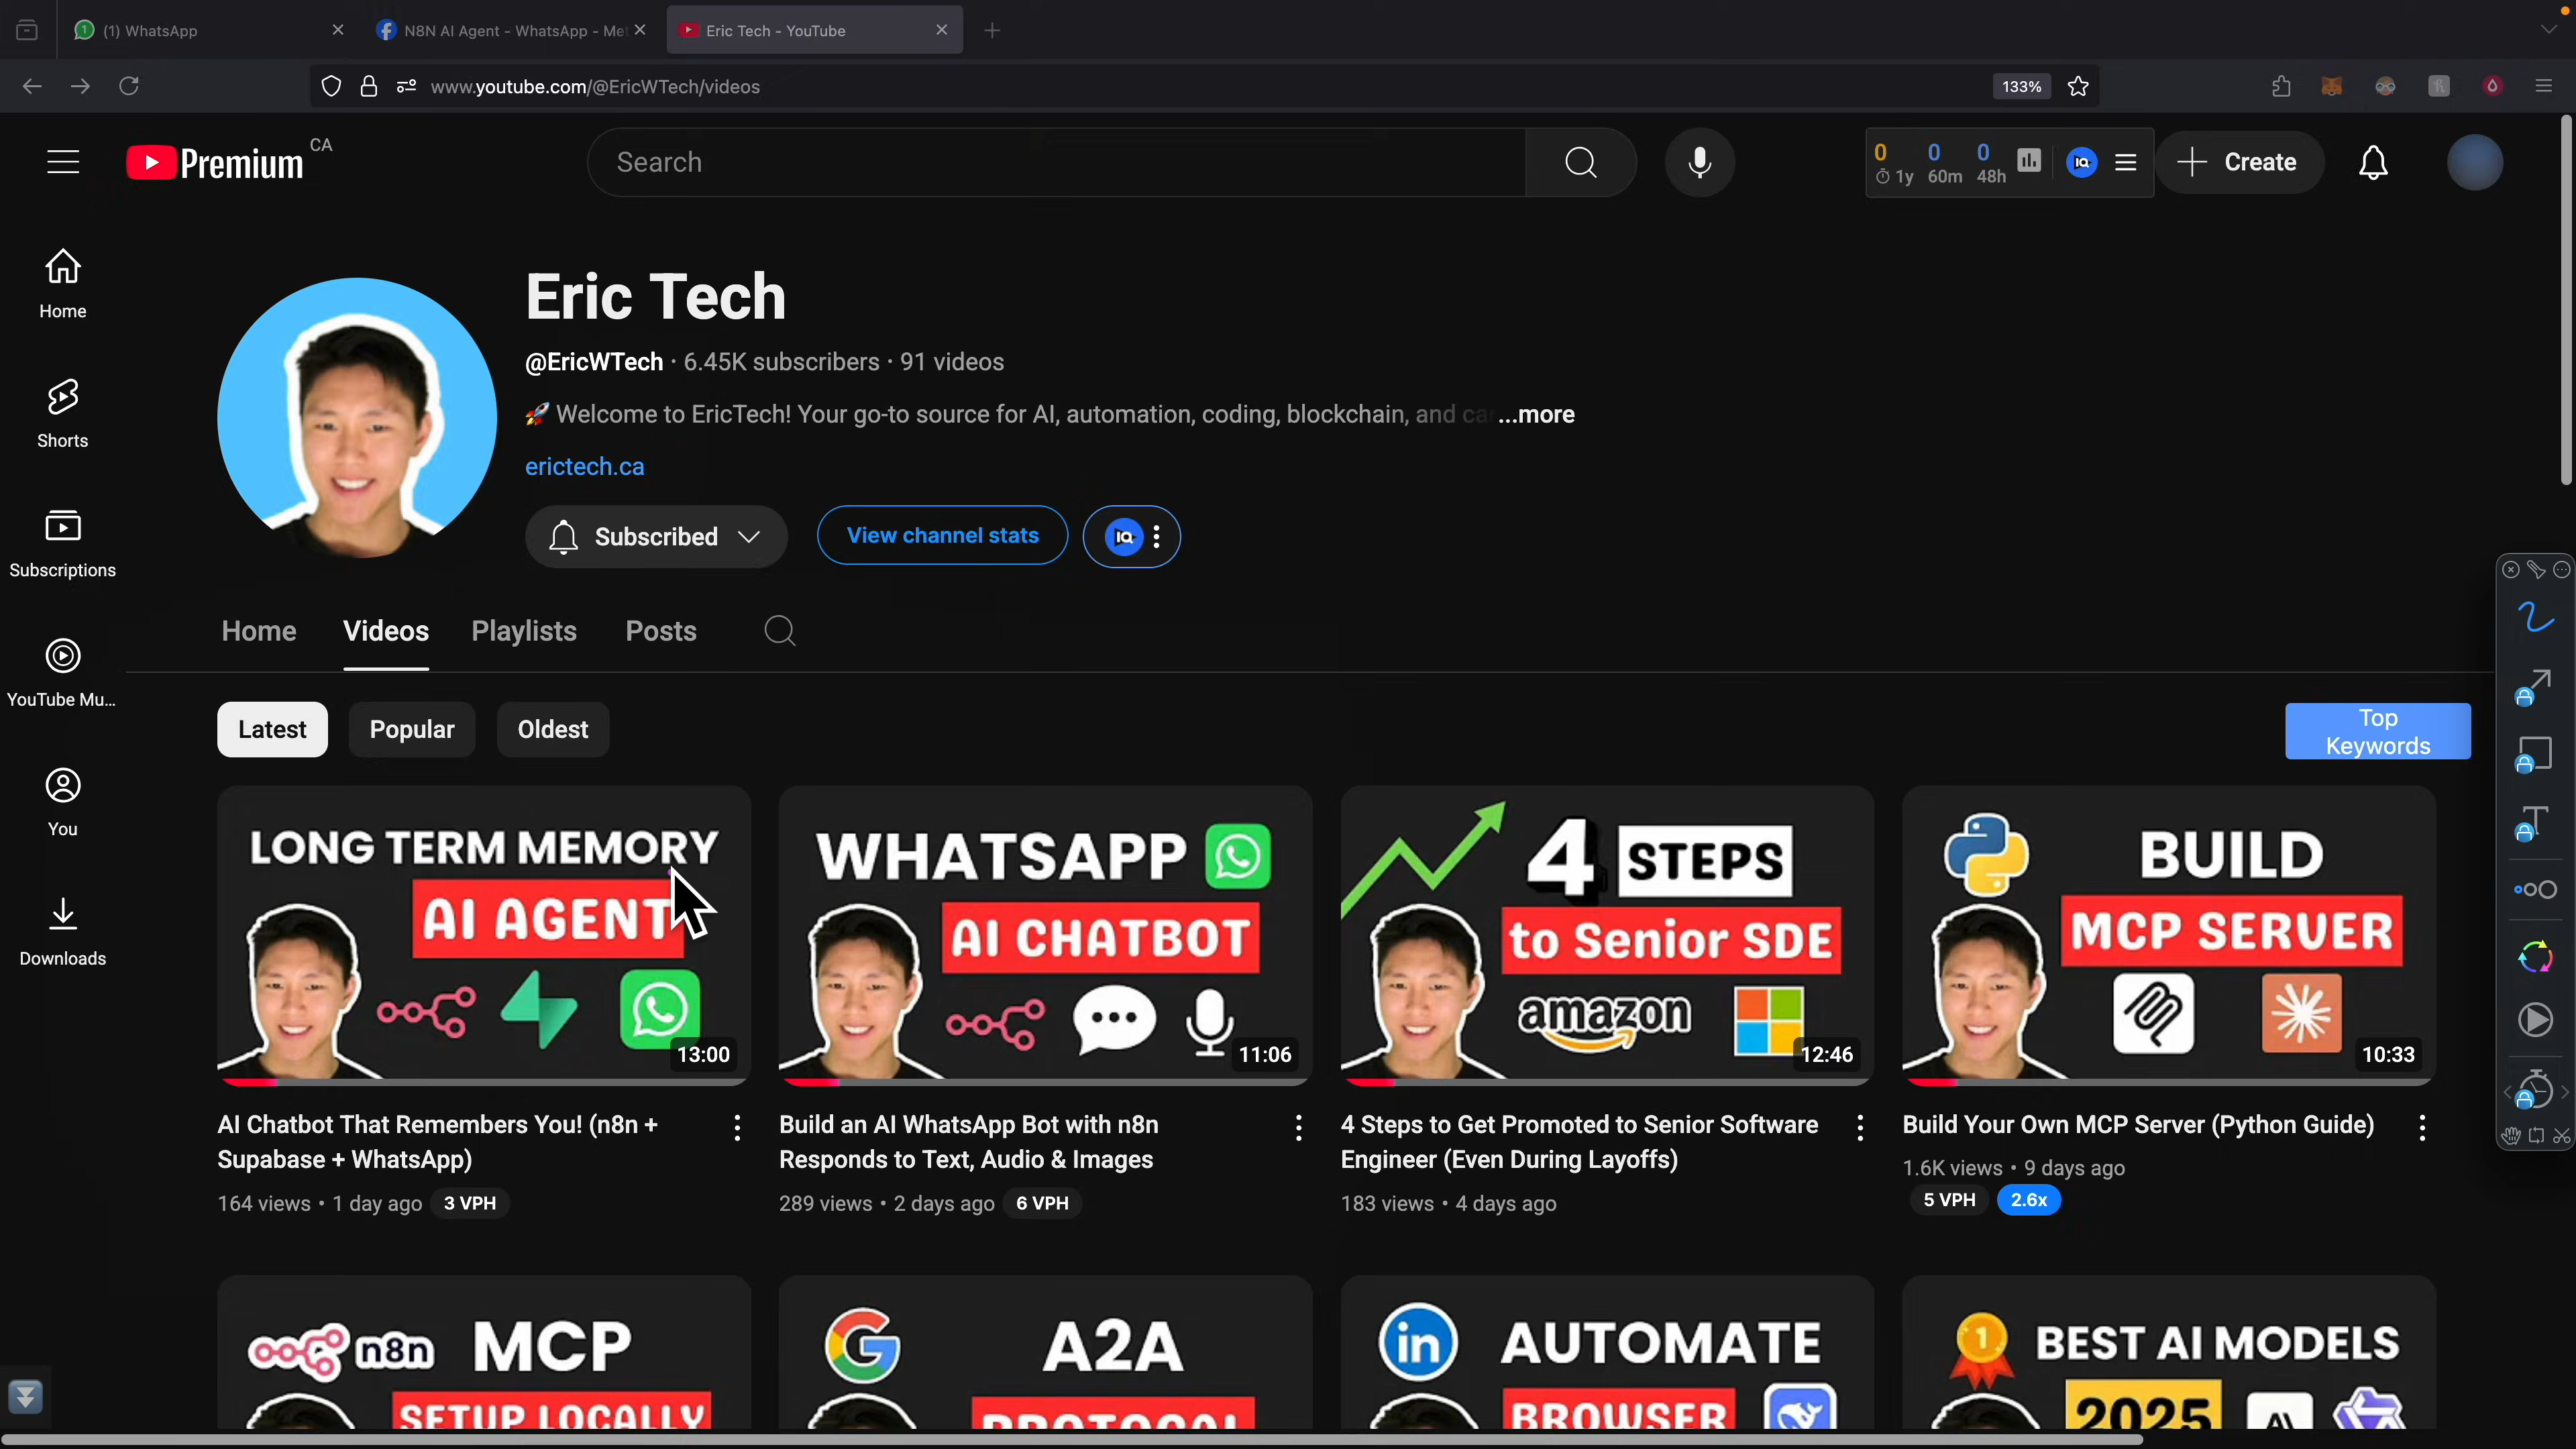 (1) WhatsApp
N8N AI Agent - WhatsApp - Met
Eric Tech - YouTube
www.youtube.com/@EricWTech/videos
133%
Premium
CA
Search
0 0 0
1y 60m 48h
Create
Home
Shorts
Subscriptions
YouTube Mu...
You
Downloads
Eric Tech
@EricWTech · 6.45K subscribers · 91 videos
🚀 Welcome to EricTech! Your go-to source for AI, automation, coding, blockchain, and car ...more
erictech.ca
Subscribed
View channel stats
IQ
Home
Videos
Playlists
Posts
Latest
Popular
Oldest
Top
Keywords
LONG TERM MEMORY
AI AGENT
13:00
WHATSAPP
AI CHATBOT
11:06
4 STEPS
to Senior SDE
amazon
12:46
BUILD
MCP SERVER
10:33
AI Chatbot That Remembers You! (n8n +
Supabase + WhatsApp)
164 views • 1 day ago
3 VPH
Build an AI WhatsApp Bot with n8n
Responds to Text, Audio & Images
289 views • 2 days ago
6 VPH
4 Steps to Get Promoted to Senior Software
Engineer (Even During Layoffs)
183 views • 4 days ago
Build Your Own MCP Server (Python Guide)
1.6K views • 9 days ago
5 VPH
2.6x
n8n MCP
SETUP LOCALLY
A2A
PROTOCOL
in AUTOMATE
BROWSER
1 BEST AI MODELS
2025